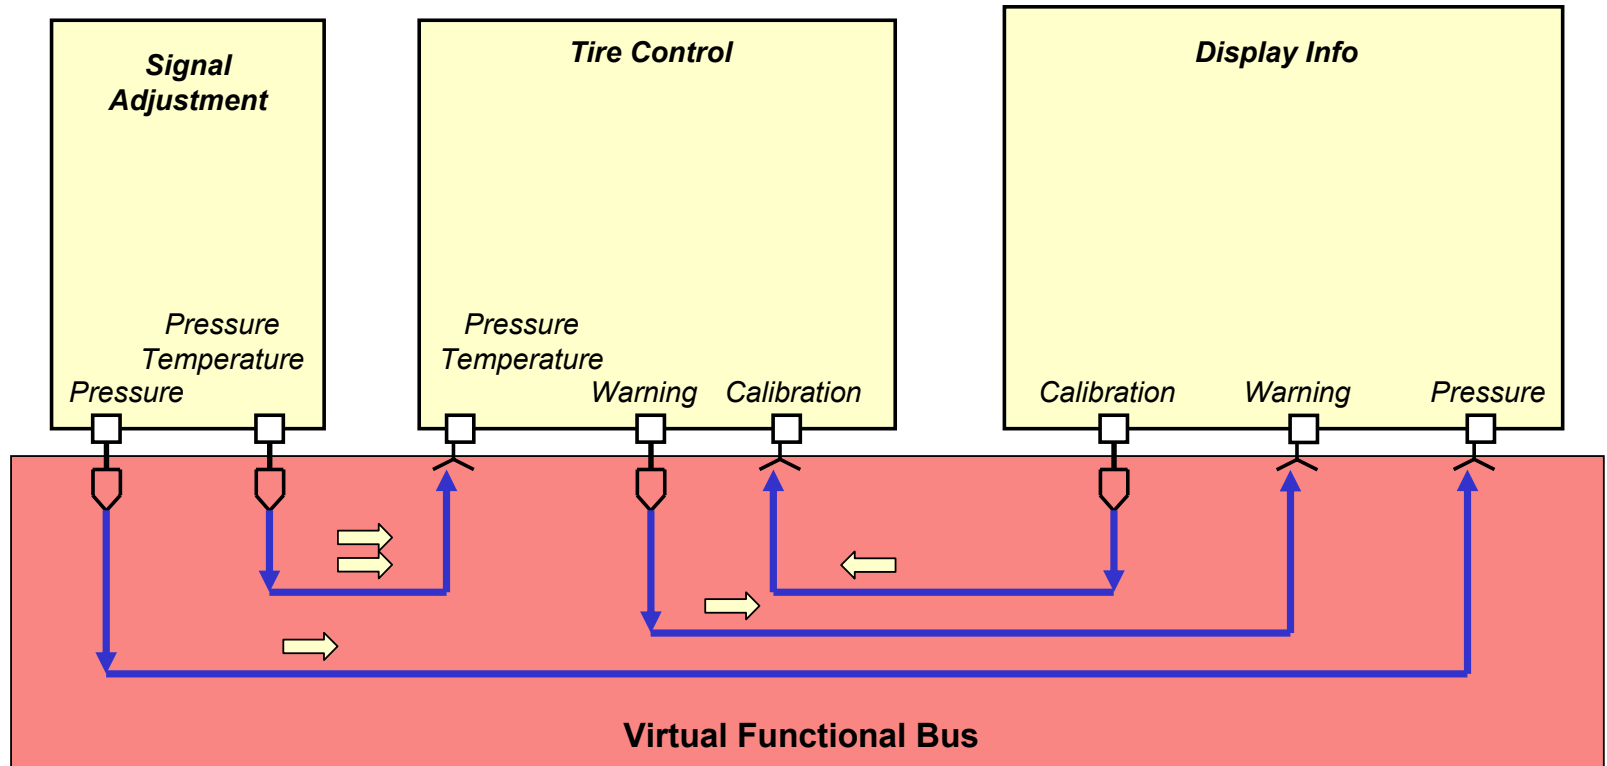 Signal
Adjustment
Pressure
Temperature
Pressure
Tire Control
Pressure
Temperature
Warning
Calibration
Display Info
Calibration
Warning
Pressure
Virtual Functional Bus